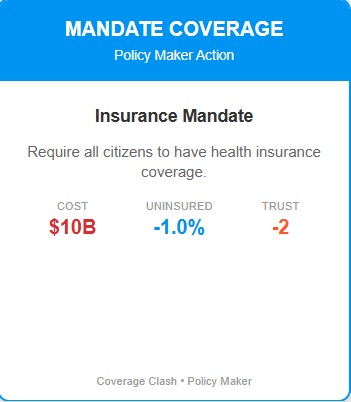 MANDATE COVERAGE
Policy Maker Action
Insurance Mandate
Require all citizens to have health insurance
coverage.
COST UNINSURED TRUST
$10B -1.0% -2
Coverage Clash • Policy Maker